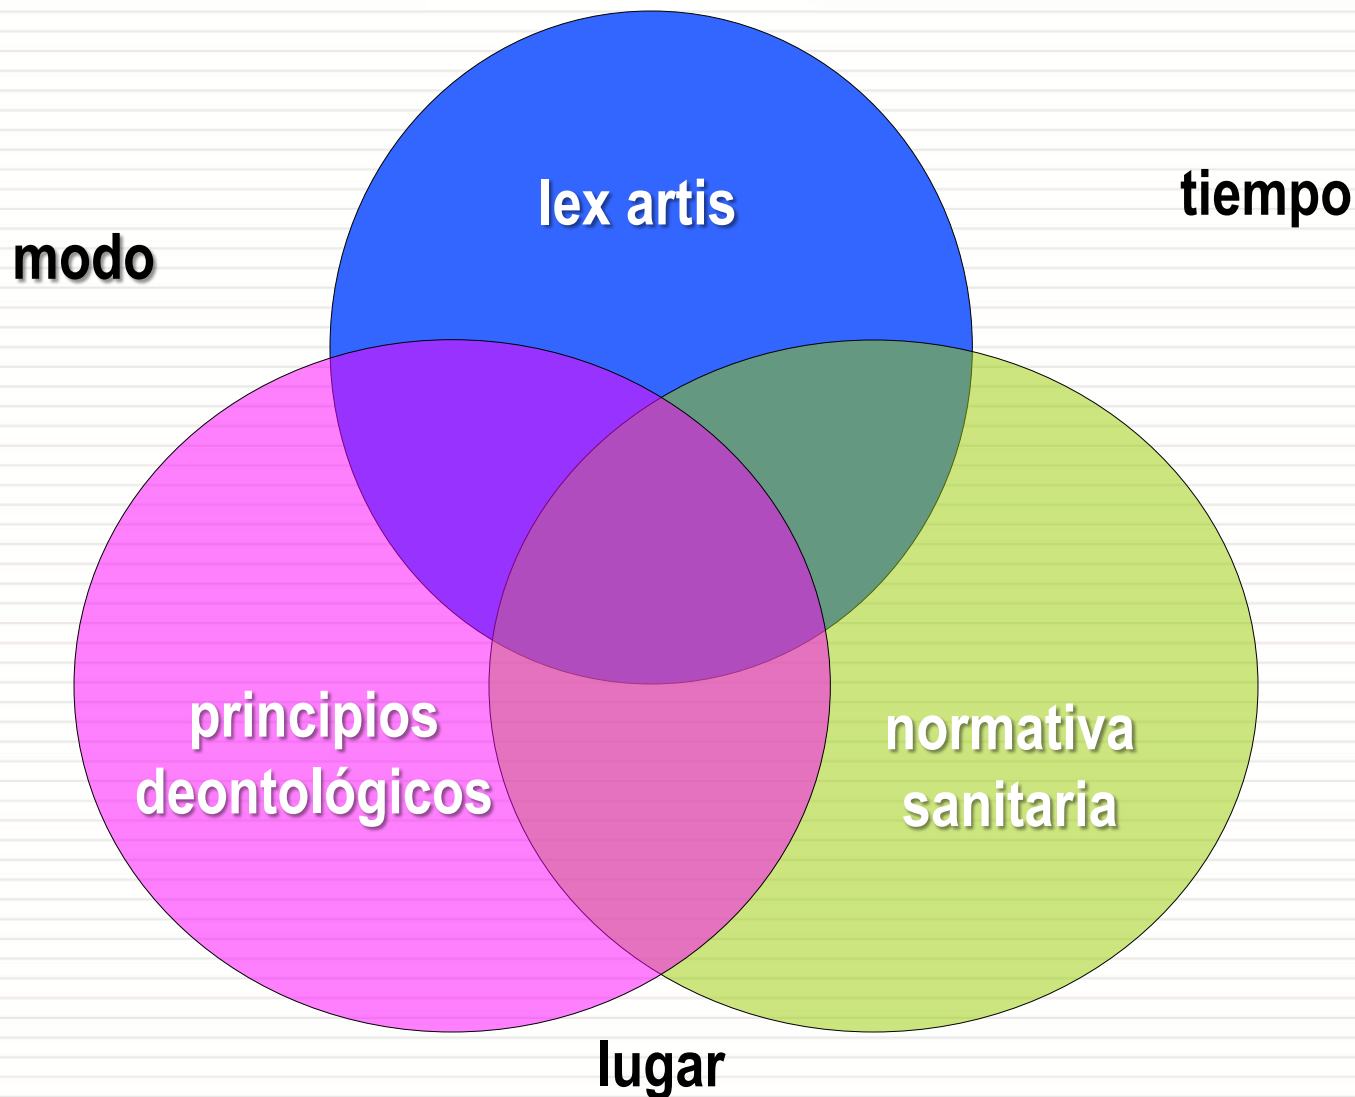 lex artis
tiempo
modo
principios
deontológicos
normativa
sanitaria
lugar